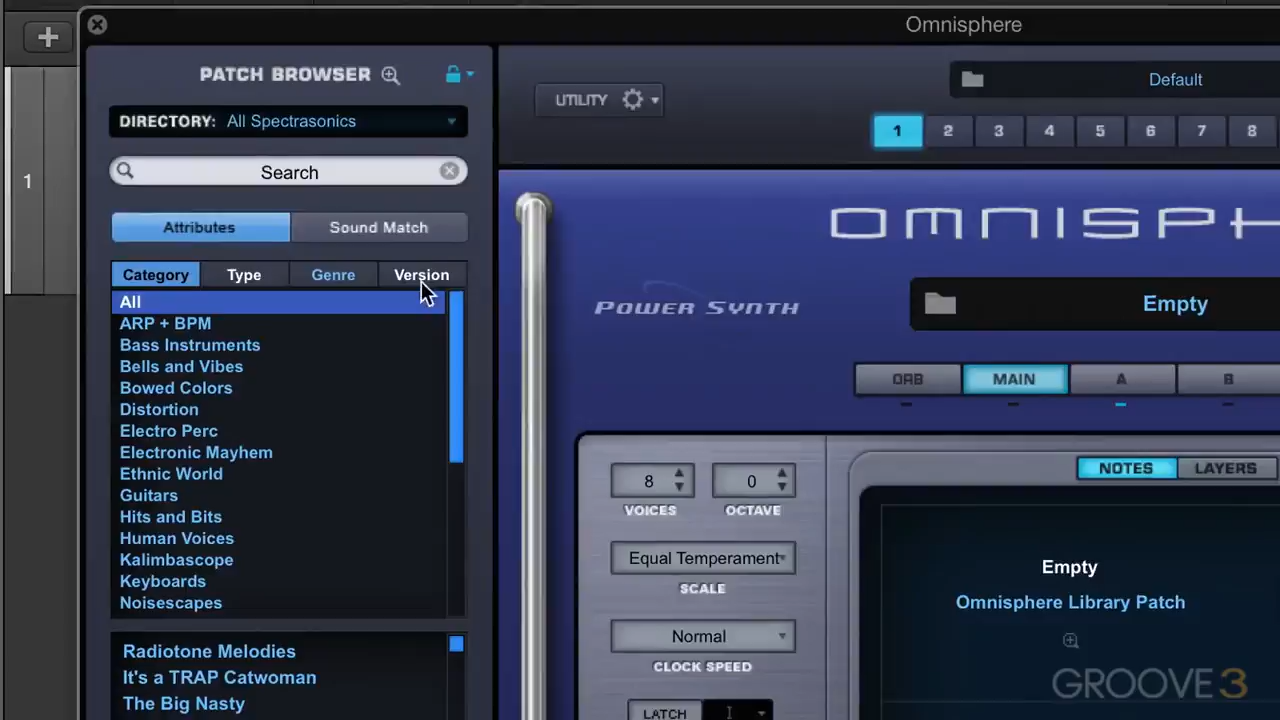 Omnisphere
PATCH BROWSER
DIRECTORY: All Spectrasonics
Search
Attributes
Sound Match
Category
Type
Genre
Version
All
ARP + BPM
Bass Instruments
Bells and Vibes
Bowed Colors
Distortion
Electro Perc
Electronic Mayhem
Ethnic World
Guitars
Hits and Bits
Human Voices
Kalimbascope
Keyboards
Noisescapes
Radiotone Melodies
It's a TRAP Catwoman
The Big Nasty
1
UTILITY
Default
1 2 3 4 5 6 7 8
OMNISPH
POWER SYNTH
Empty
ORB
MAIN
A
B
8
0
VOICES
OCTAVE
Equal Temperament
SCALE
Normal
CLOCK SPEED
LATCH
NOTES
LAYERS
Empty
Omnisphere Library Patch
GROOVE 3